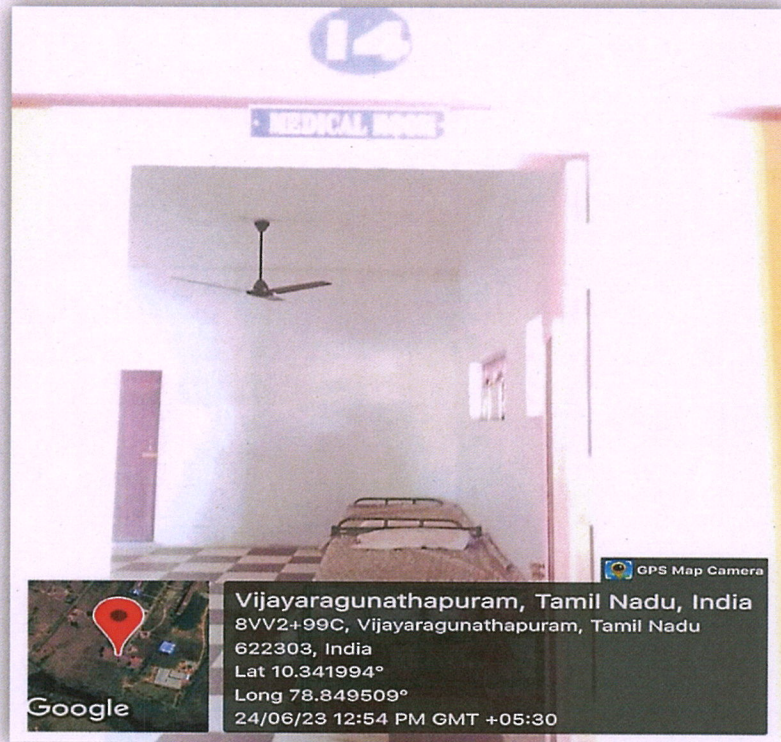 14
MEDICAL ROOM
GPS Map Camera
Vijayaragunathapuram, Tamil Nadu, India
8VV2+99C, Vijayaragunathapuram, Tamil Nadu
622303, India
Lat 10.341994°
Long 78.849509°
24/06/23 12:54 PM GMT +05:30
Google